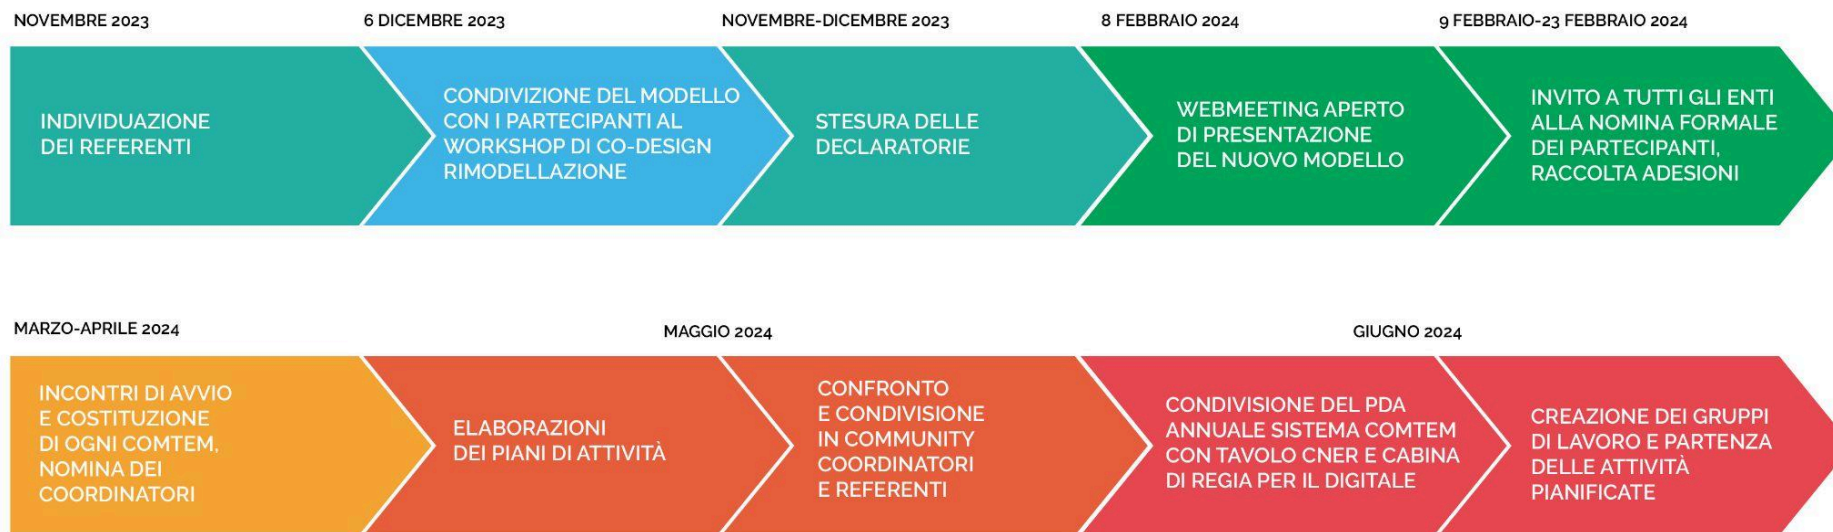 NOVEMBRE 2023
INDIVIDUAZIONE
DEI REFERENTI
6 DICEMBRE 2023
CONDIVIZIONE DEL MODELLO
CON I PARTECIPANTI AL
WORKSHOP DI CO-DESIGN
RIMODELLAZIONE
NOVEMBRE-DICEMBRE 2023
STESURA DELLE
DECLARATORIE
8 FEBBRAIO 2024
WEBMEETING APERTO
DI PRESENTAZIONE
DEL NUOVO MODELLO
9 FEBBRAIO-23 FEBBRAIO 2024
INVITO A TUTTI GLI ENTI
ALLA NOMINA FORMALE
DEI PARTECIPANTI,
RACCOLTA ADESIONI
MARZO-APRILE 2024
INCONTRI DI AVVIO
E COSTITUZIONE
DI OGNI COMTEM,
NOMINA DEI
COORDINATORI
MAGGIO 2024
ELABORAZIONI
DEI PIANI DI ATTIVITÀ
CONFRONTO
E CONDIVISIONE
IN COMMUNITY
COORDINATORI
E REFERENTI
GIUGNO 2024
CONDIVISIONE DEL PDA
ANNUALE SISTEMA COMTEM
CON TAVOLO CNER E CABINA
DI REGIA PER IL DIGITALE
CREAZIONE DEI GRUPPI
DI LAVORO E PARTENZA
DELLE ATTIVITÀ
PIANIFICATE